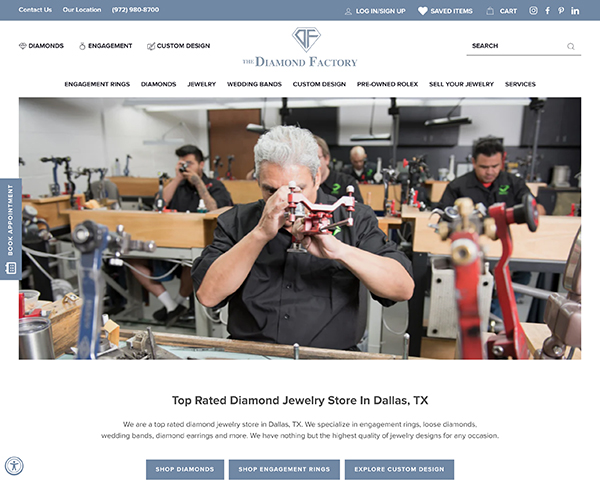 Contact Us Our Location (972) 980-8700 LOG IN/SIGN UP SAVED ITEMS CART
DIAMONDS ENGAGEMENT CUSTOM DESIGN DF SEARCH
THE DIAMOND FACTORY
ENGAGEMENT RINGS DIAMONDS JEWELRY WEDDING BANDS CUSTOM DESIGN PRE-OWNED ROLEX SELL YOUR JEWELRY SERVICES
BOOK APPOINTMENT
Top Rated Diamond Jewelry Store In Dallas, TX
We are a top rated diamond jewelry store in Dallas, TX. We specialize in engagement rings, loose diamonds,
wedding bands, diamond earrings and more. We have nothing but the highest quality of jewelry designs for any occasion.
SHOP DIAMONDS SHOP ENGAGEMENT RINGS EXPLORE CUSTOM DESIGN